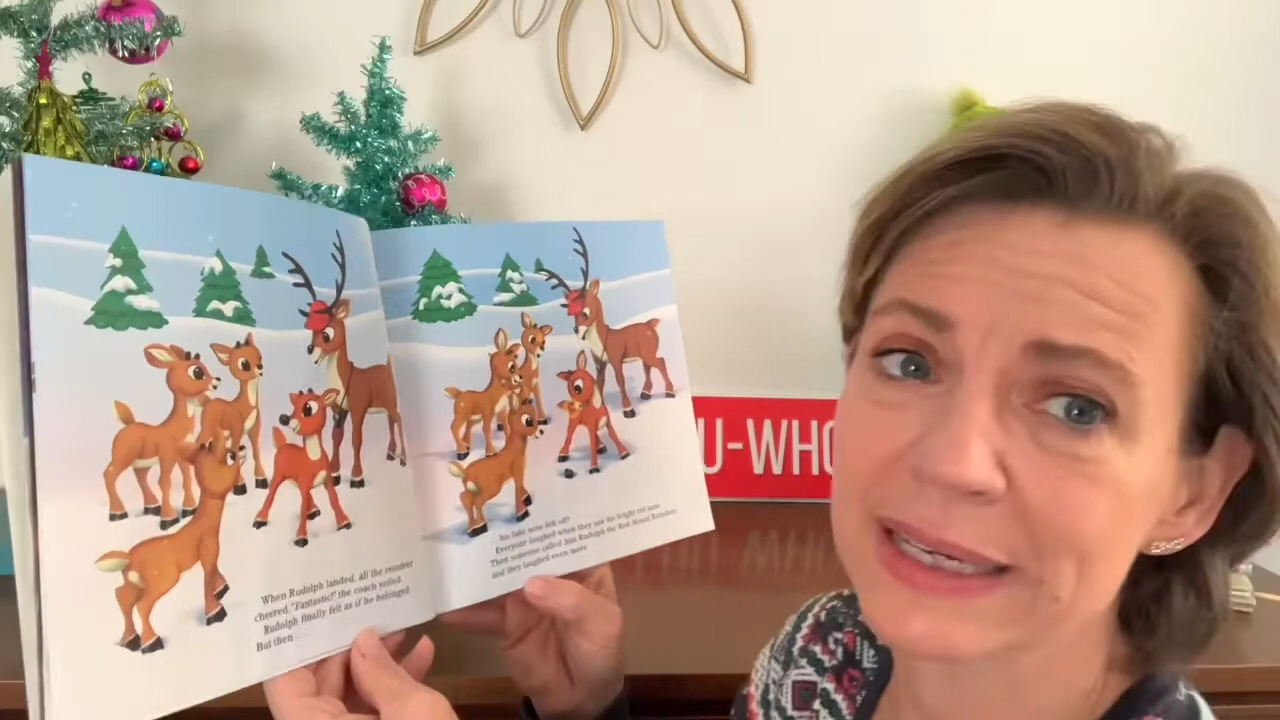 U-WHO
When Rudolph landed, all the reindeer
cheered. "Fantastic!" the coach yelled.
Rudolph finally felt as if he belonged.
But then . . .
his fake nose fell off!
Everyone laughed when they saw his bright red nose.
Then someone called him Rudolph the Red-Nosed Reindeer
and they laughed even more.